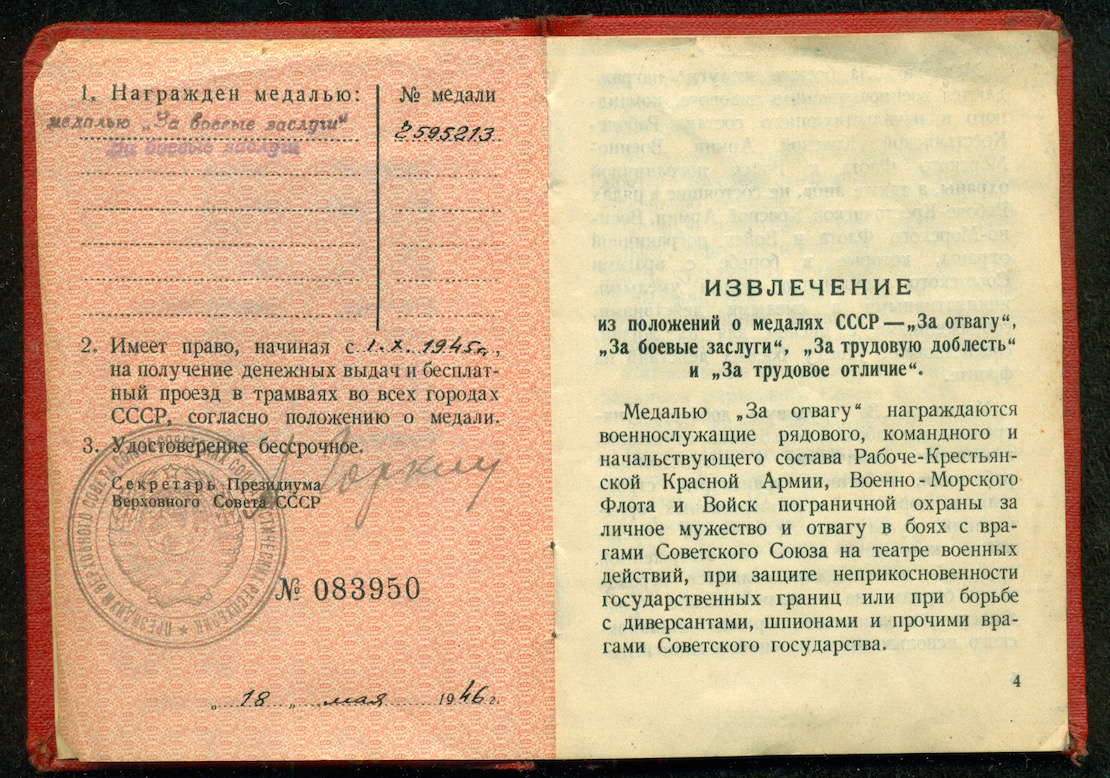 1. Награжден медалью:
№ медали
медалью „За боевые заслуги“
За боевые заслуги
2595213
2. Имеет право, начиная с 1.X.1945г.,
на получение денежных выдач и бесплат-
ный проезд в трамваях во всех городах
СССР, согласно положению о медали.
3. Удостоверение бессрочное.
Секретарь Президиума
Верховного Совета СССР
Горкин
№ 083950
„18„ мая 1946г.
ИЗВЛЕЧЕНИЕ
из положений о медалях СССР—„За отвагу“,
„За боевые заслуги“, „За трудовую доблесть“
и „За трудовое отличие“.
Медалью „За отвагу“ награждаются
военнослужащие рядового, командного и
начальствующего состава Рабоче-Крестьян-
ской Красной Армии, Военно-Морского
Флота и Войск пограничной охраны за
личное мужество и отвагу в боях с вра-
гами Советского Союза на театре военных
действий, при защите неприкосновенности
государственных границ или при борьбе
с диверсантами, шпионами и прочими вра-
гами Советского государства.
4